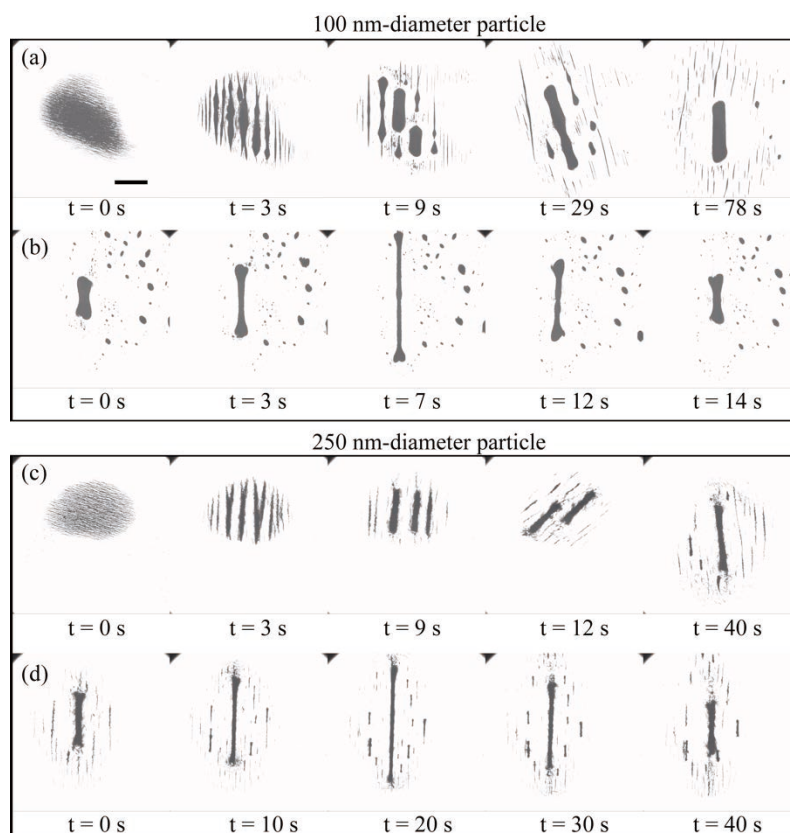 100 nm-diameter particle
(a)
t = 0 s t = 3 s t = 9 s t = 29 s t = 78 s
(b)
t = 0 s t = 3 s t = 7 s t = 12 s t = 14 s
250 nm-diameter particle
(c)
t = 0 s t = 3 s t = 9 s t = 12 s t = 40 s
(d)
t = 0 s t = 10 s t = 20 s t = 30 s t = 40 s